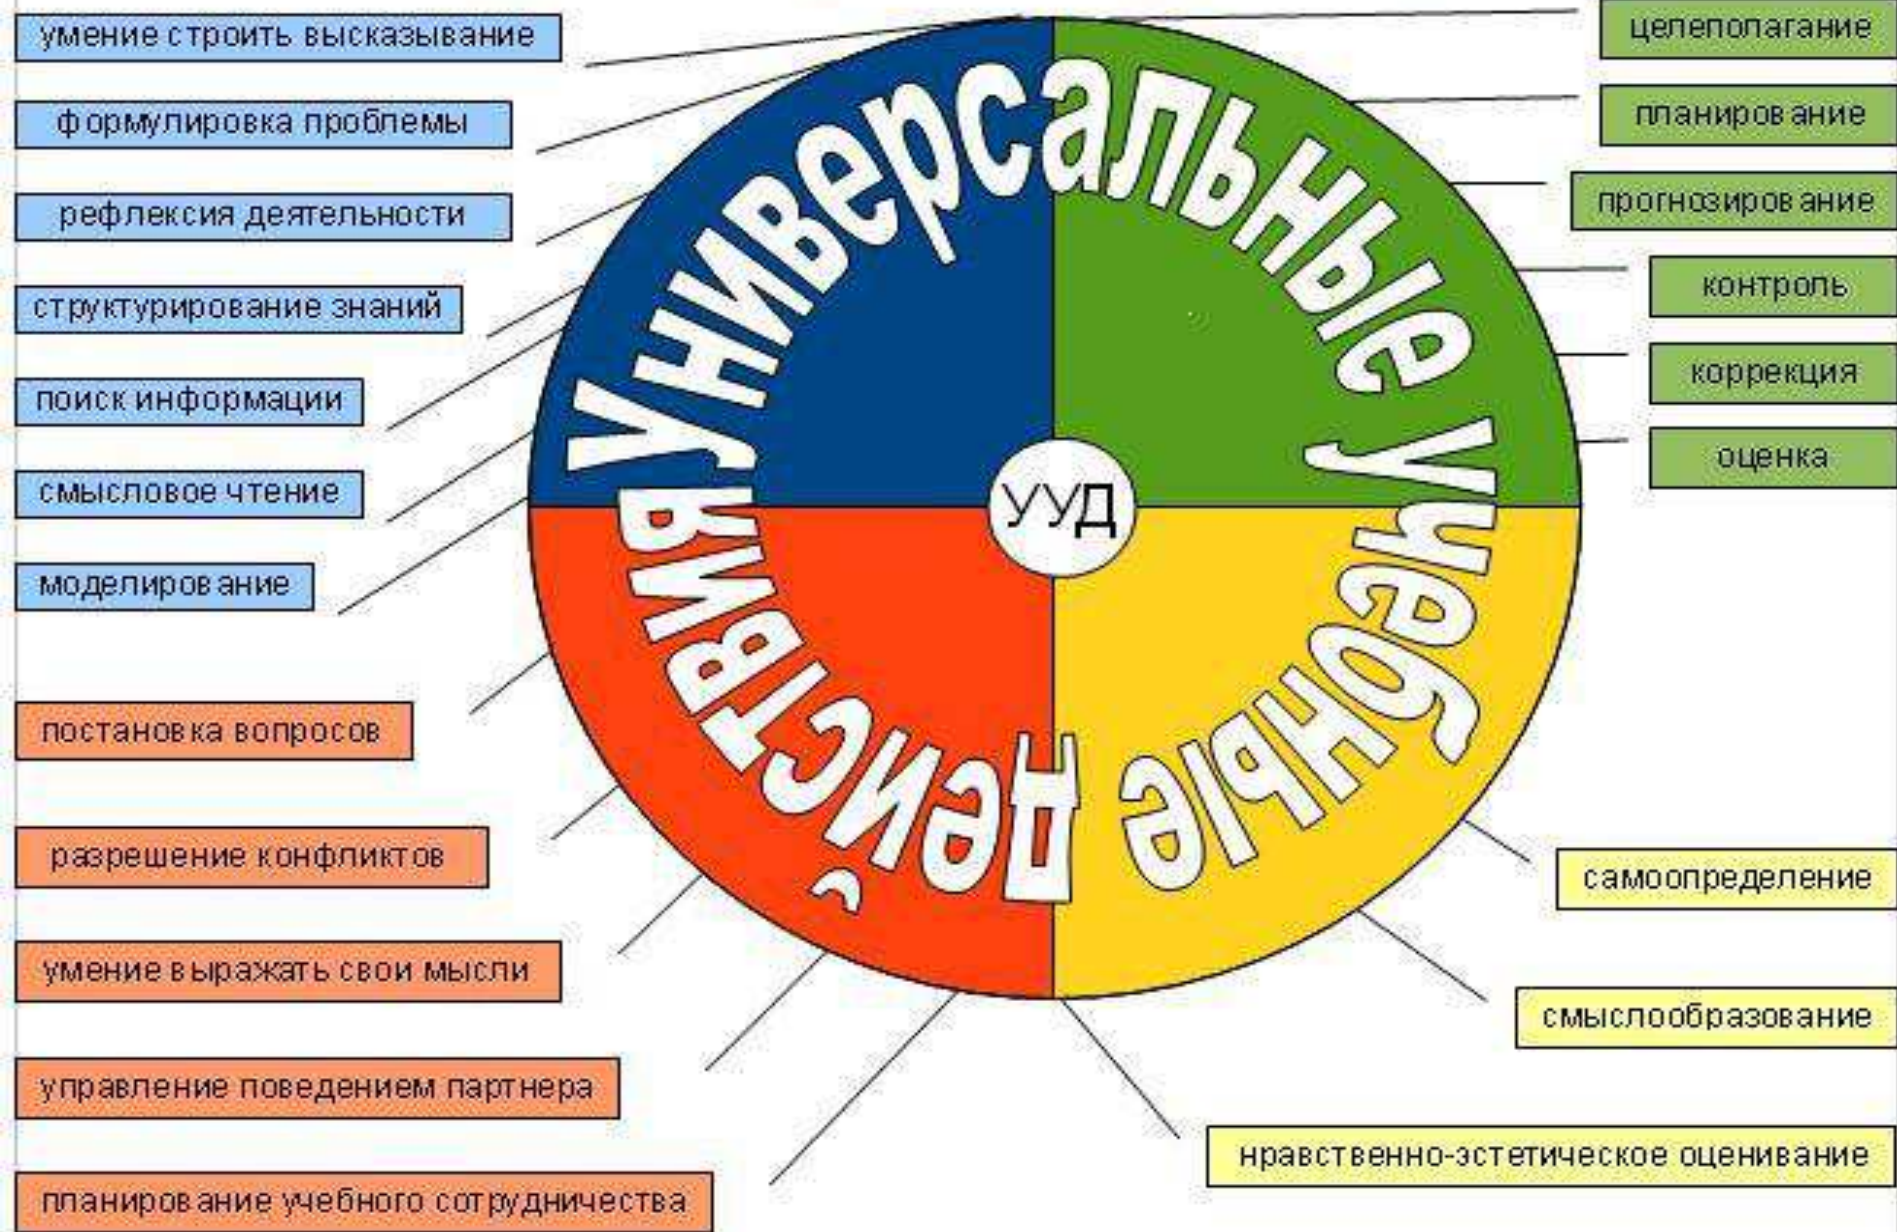 умение строить высказывание
формулировка проблемы
рефлексия деятельности
структурирование знаний
поиск информации
смысловое чтение
моделирование
постановка вопросов
разрешение конфликтов
умение выражать свои мысли
управление поведением партнера
планирование учебного сотрудничества
Универсальные учебные действия
УУД
целеполагание
планирование
прогнозирование
контроль
коррекция
оценка
самоопределение
смыслообразование
нравственно-эстетическое оценивание